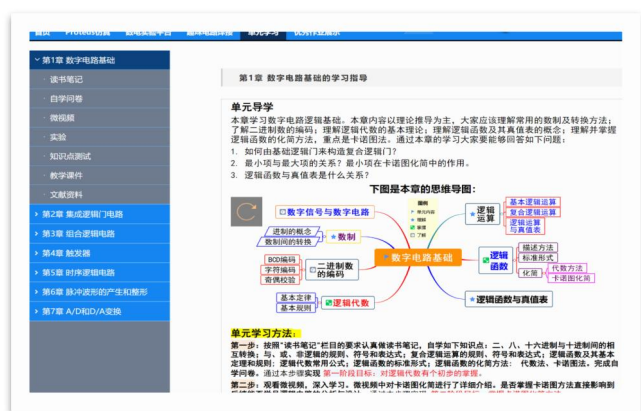 首页 Proteus仿真 数电实验平台 趣味电路详接 单元学习 优秀作业展示
第1章 数字电路基础
读书笔记
自学问卷
微视频
实验
知识点测试
教学课件
文献资料
第2章 集成逻辑门电路
第3章 组合逻辑电路
第4章 触发器
第5章 时序逻辑电路
第6章 脉冲波形的产生和整形
第7章 A/D和D/A变换
第1章 数字电路基础的学习指导
单元导学
本章学习数字电路逻辑基础。本章内容以理论推导为主，大家应该理解常用的数制及转换方法；
了解二进制数的编码；理解逻辑代数的基本理论；理解逻辑函数及其真值表的概念；理解并掌握
逻辑函数的化简方法，重点是卡诺图法。通过本章的学习大家要能够回答如下问题：
1. 如何由基础逻辑门来构造复合逻辑门？
2. 最小项与最大项的关系？最小项在卡诺图化简中的作用。
3. 逻辑函数与真值表是什么关系？
下图是本章的思维导图：
图例
单元内容
理解
掌握
了解
数字信号与数字电路
进制的概念
数制间的转换
数制
BCD编码
字符编码
奇偶校验
二进制数
的编码
基本定律
基本规则
逻辑代数
数字电路基础
逻辑
运算
基本逻辑运算
复合逻辑运算
逻辑运算
与真值表
逻辑
函数
描述方法
标准形式
化简
代数方法
卡诺图化简
逻辑函数与真值表
单元学习方法：
第一步：按照"读书笔记"栏目的要求认真做读书笔记，自学如下知识点：二、八、十六进制与十进制间的相
互转换；与、或、非逻辑的规则、符号和表达式；复合逻辑运算的规则、符号和表达式；逻辑函数及其基本
定理和规则；逻辑代数常用公式；逻辑函数的标准形式；逻辑函数的化简方法： 代数法、卡诺图法。完成自
学问卷。通过本步骤实现 第一阶段目标：对逻辑代数有个初步的掌握。
第二步：观看微视频，深入学习。微视频中对卡诺图化简进行了详细介绍。是否掌握卡诺图方法直接影响到